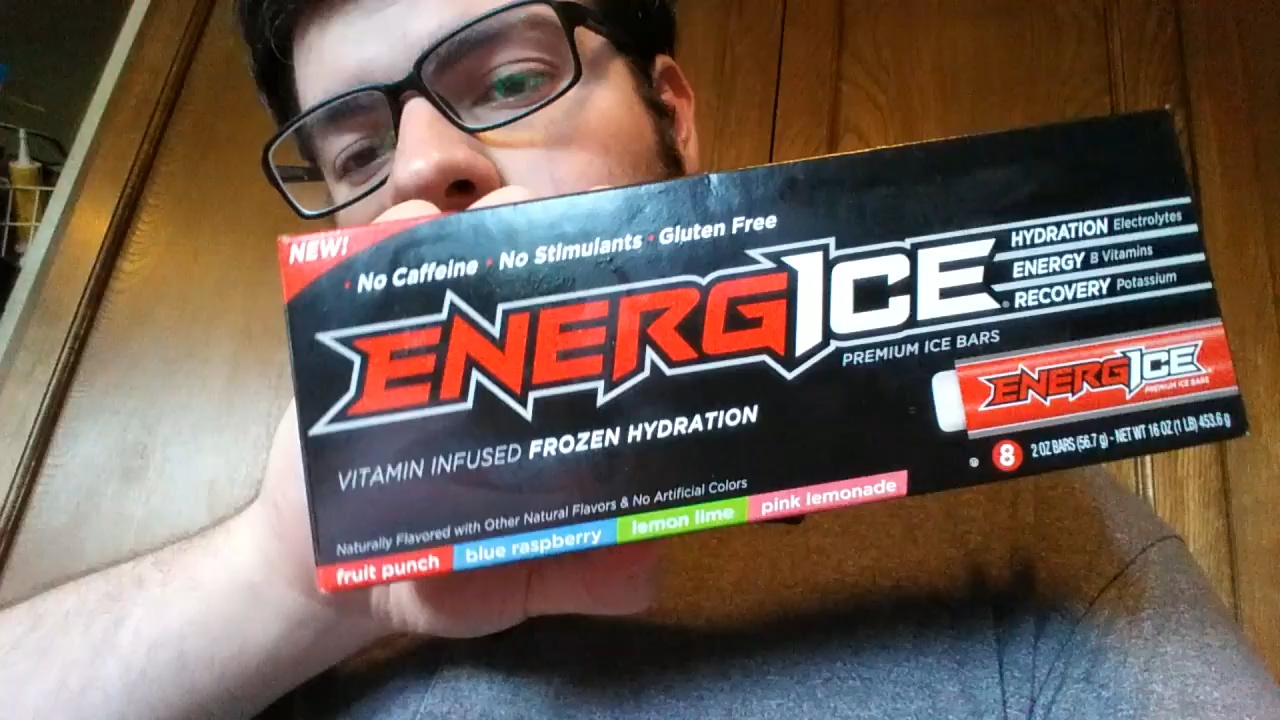 NEW!
• No Caffeine • No Stimulants • Gluten Free
ENERGICE
PREMIUM ICE BARS
HYDRATION Electrolytes
ENERGY B Vitamins
RECOVERY Potassium
VITAMIN INFUSED FROZEN HYDRATION
ENERGICE
PREMIUM ICE BARS
8 2 OZ BARS (56.7 g) - NET WT 16 OZ (1 LB) 453.6 g
Naturally Flavored with Other Natural Flavors & No Artificial Colors
fruit punch blue raspberry lemon lime pink lemonade